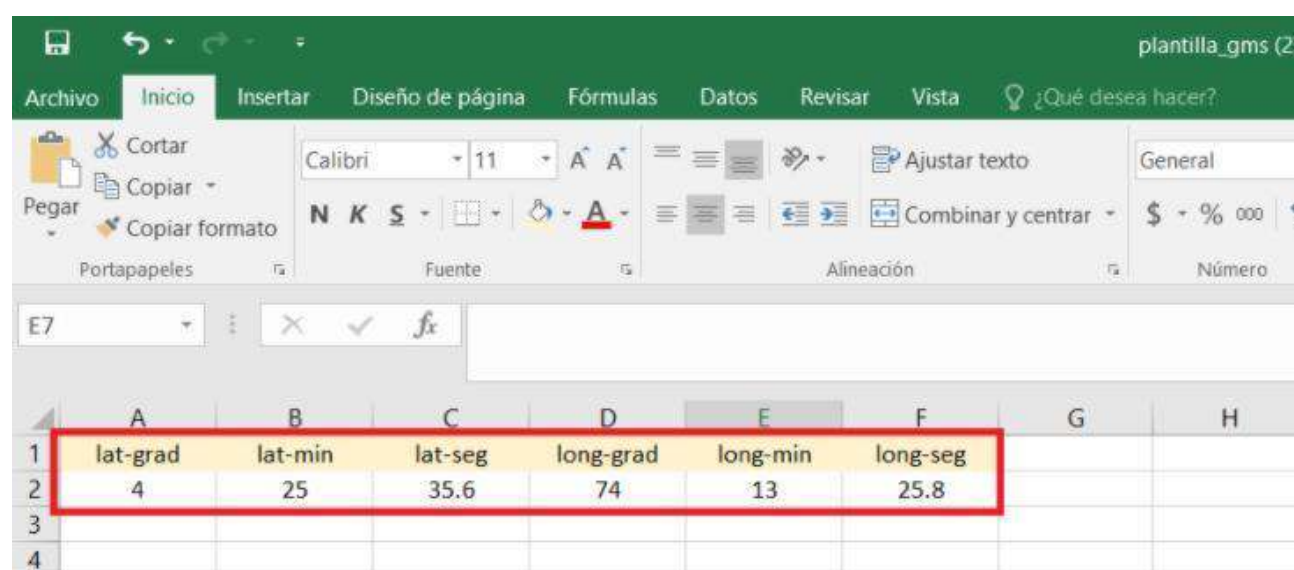 plantilla_gms (2
Archivo Inicio Insertar Diseño de página Fórmulas Datos Revisar Vista ¿Qué desea hacer?
Cortar
Calibri 11 A A Ajustar texto General
Copiar
Pegar
Copiar formato N K S A Combinar y centrar $ % 000
Portapapeles Fuente Alineación Número
E7 fx
A B C D E F G H
1 lat-grad lat-min lat-seg long-grad long-min long-seg
2 4 25 35.6 74 13 25.8
3
4